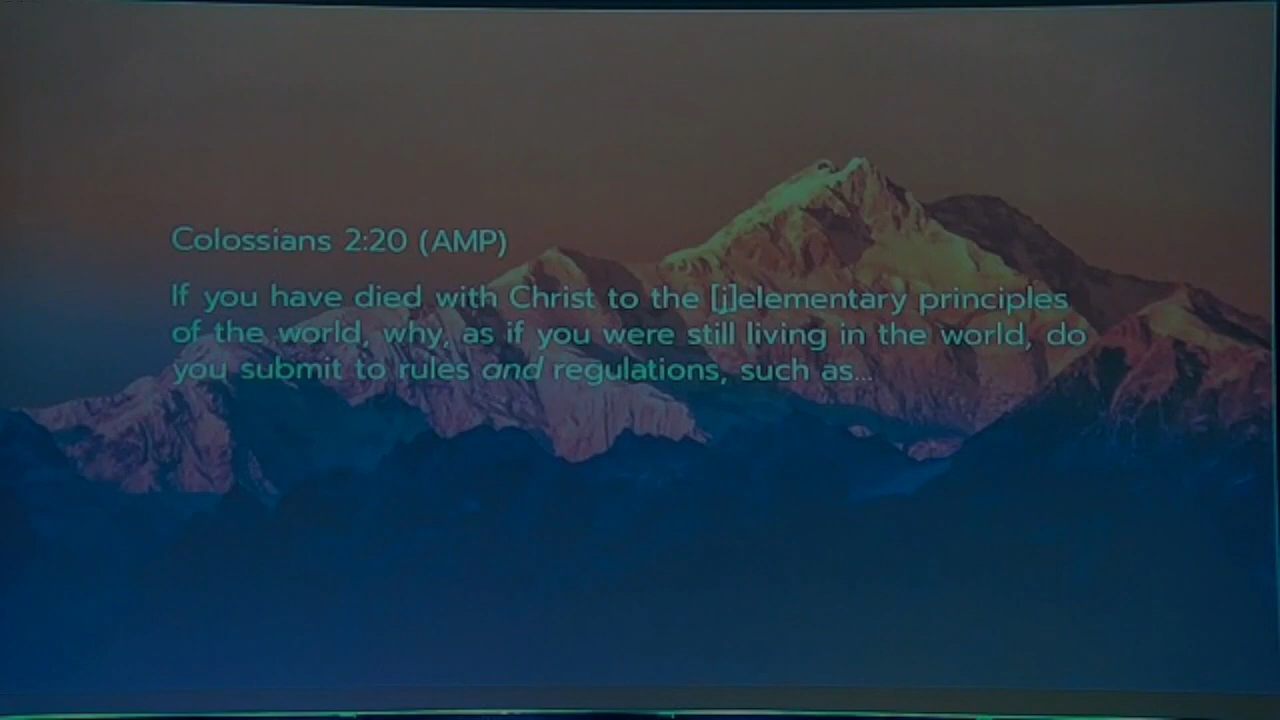 Colossians 2:20 (AMP)
If you have died with Christ to the [j]elementary principles
of the world, why, as if you were still living in the world, do
you submit to rules and regulations, such as...